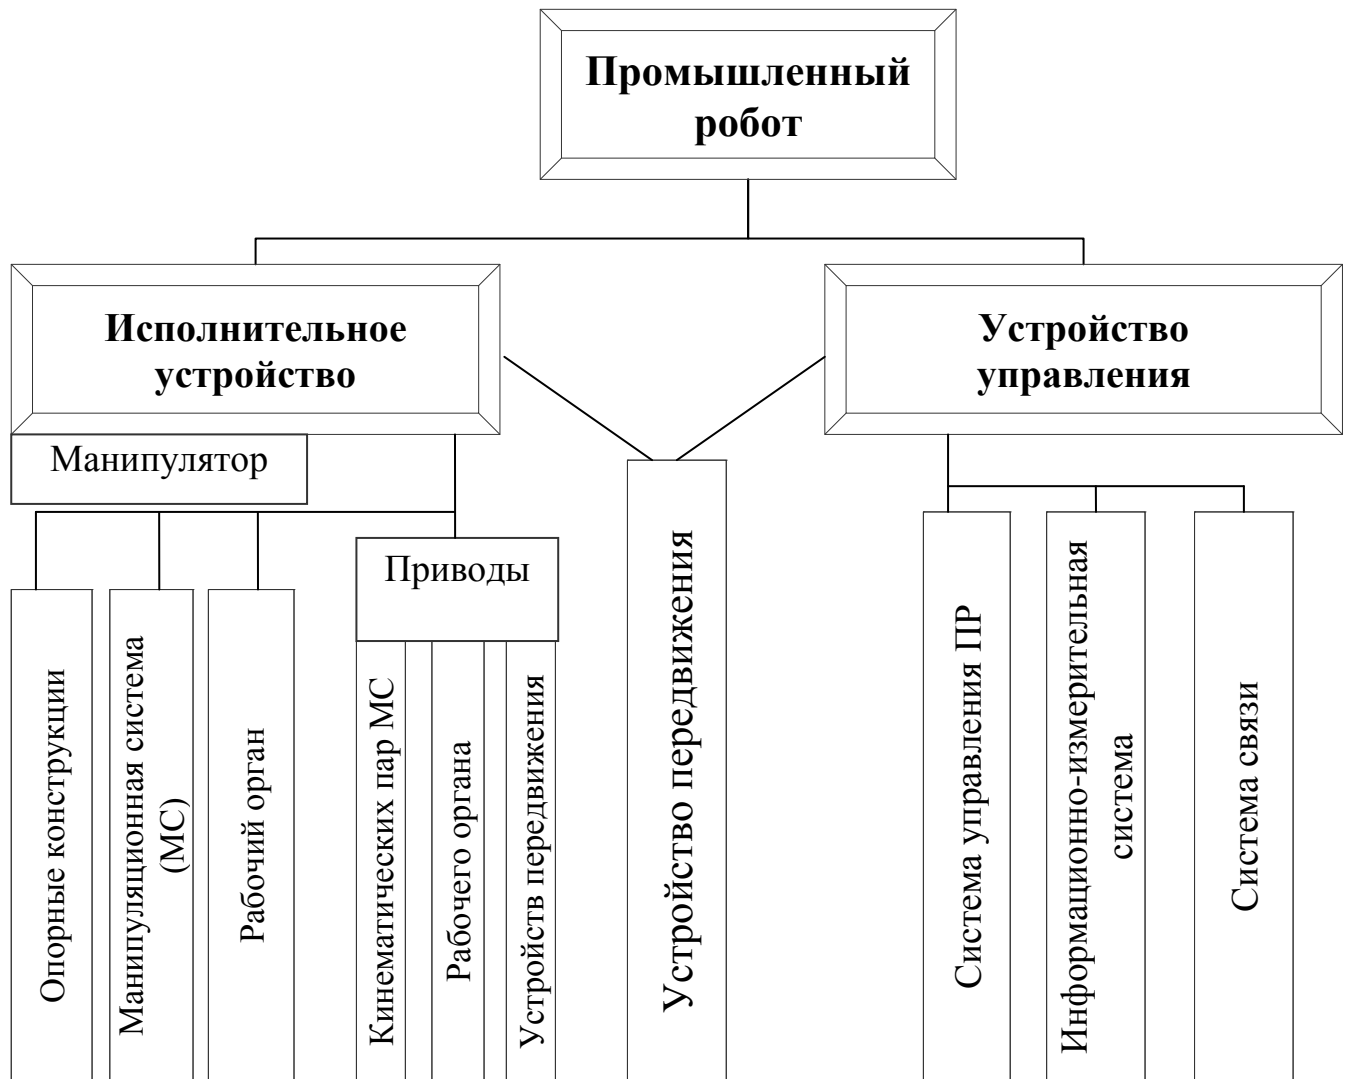 Промышленный
робот
Исполнительное
устройство
Устройство
управления
Манипулятор
Приводы
Опорные конструкции
Манипуляционная система
(МС)
Рабочий орган
Кинематических пар МС
Рабочего органа
Устройств передвижения
Устройство передвижения
Система управления ПР
Информационно-измерительная
система
Система связи